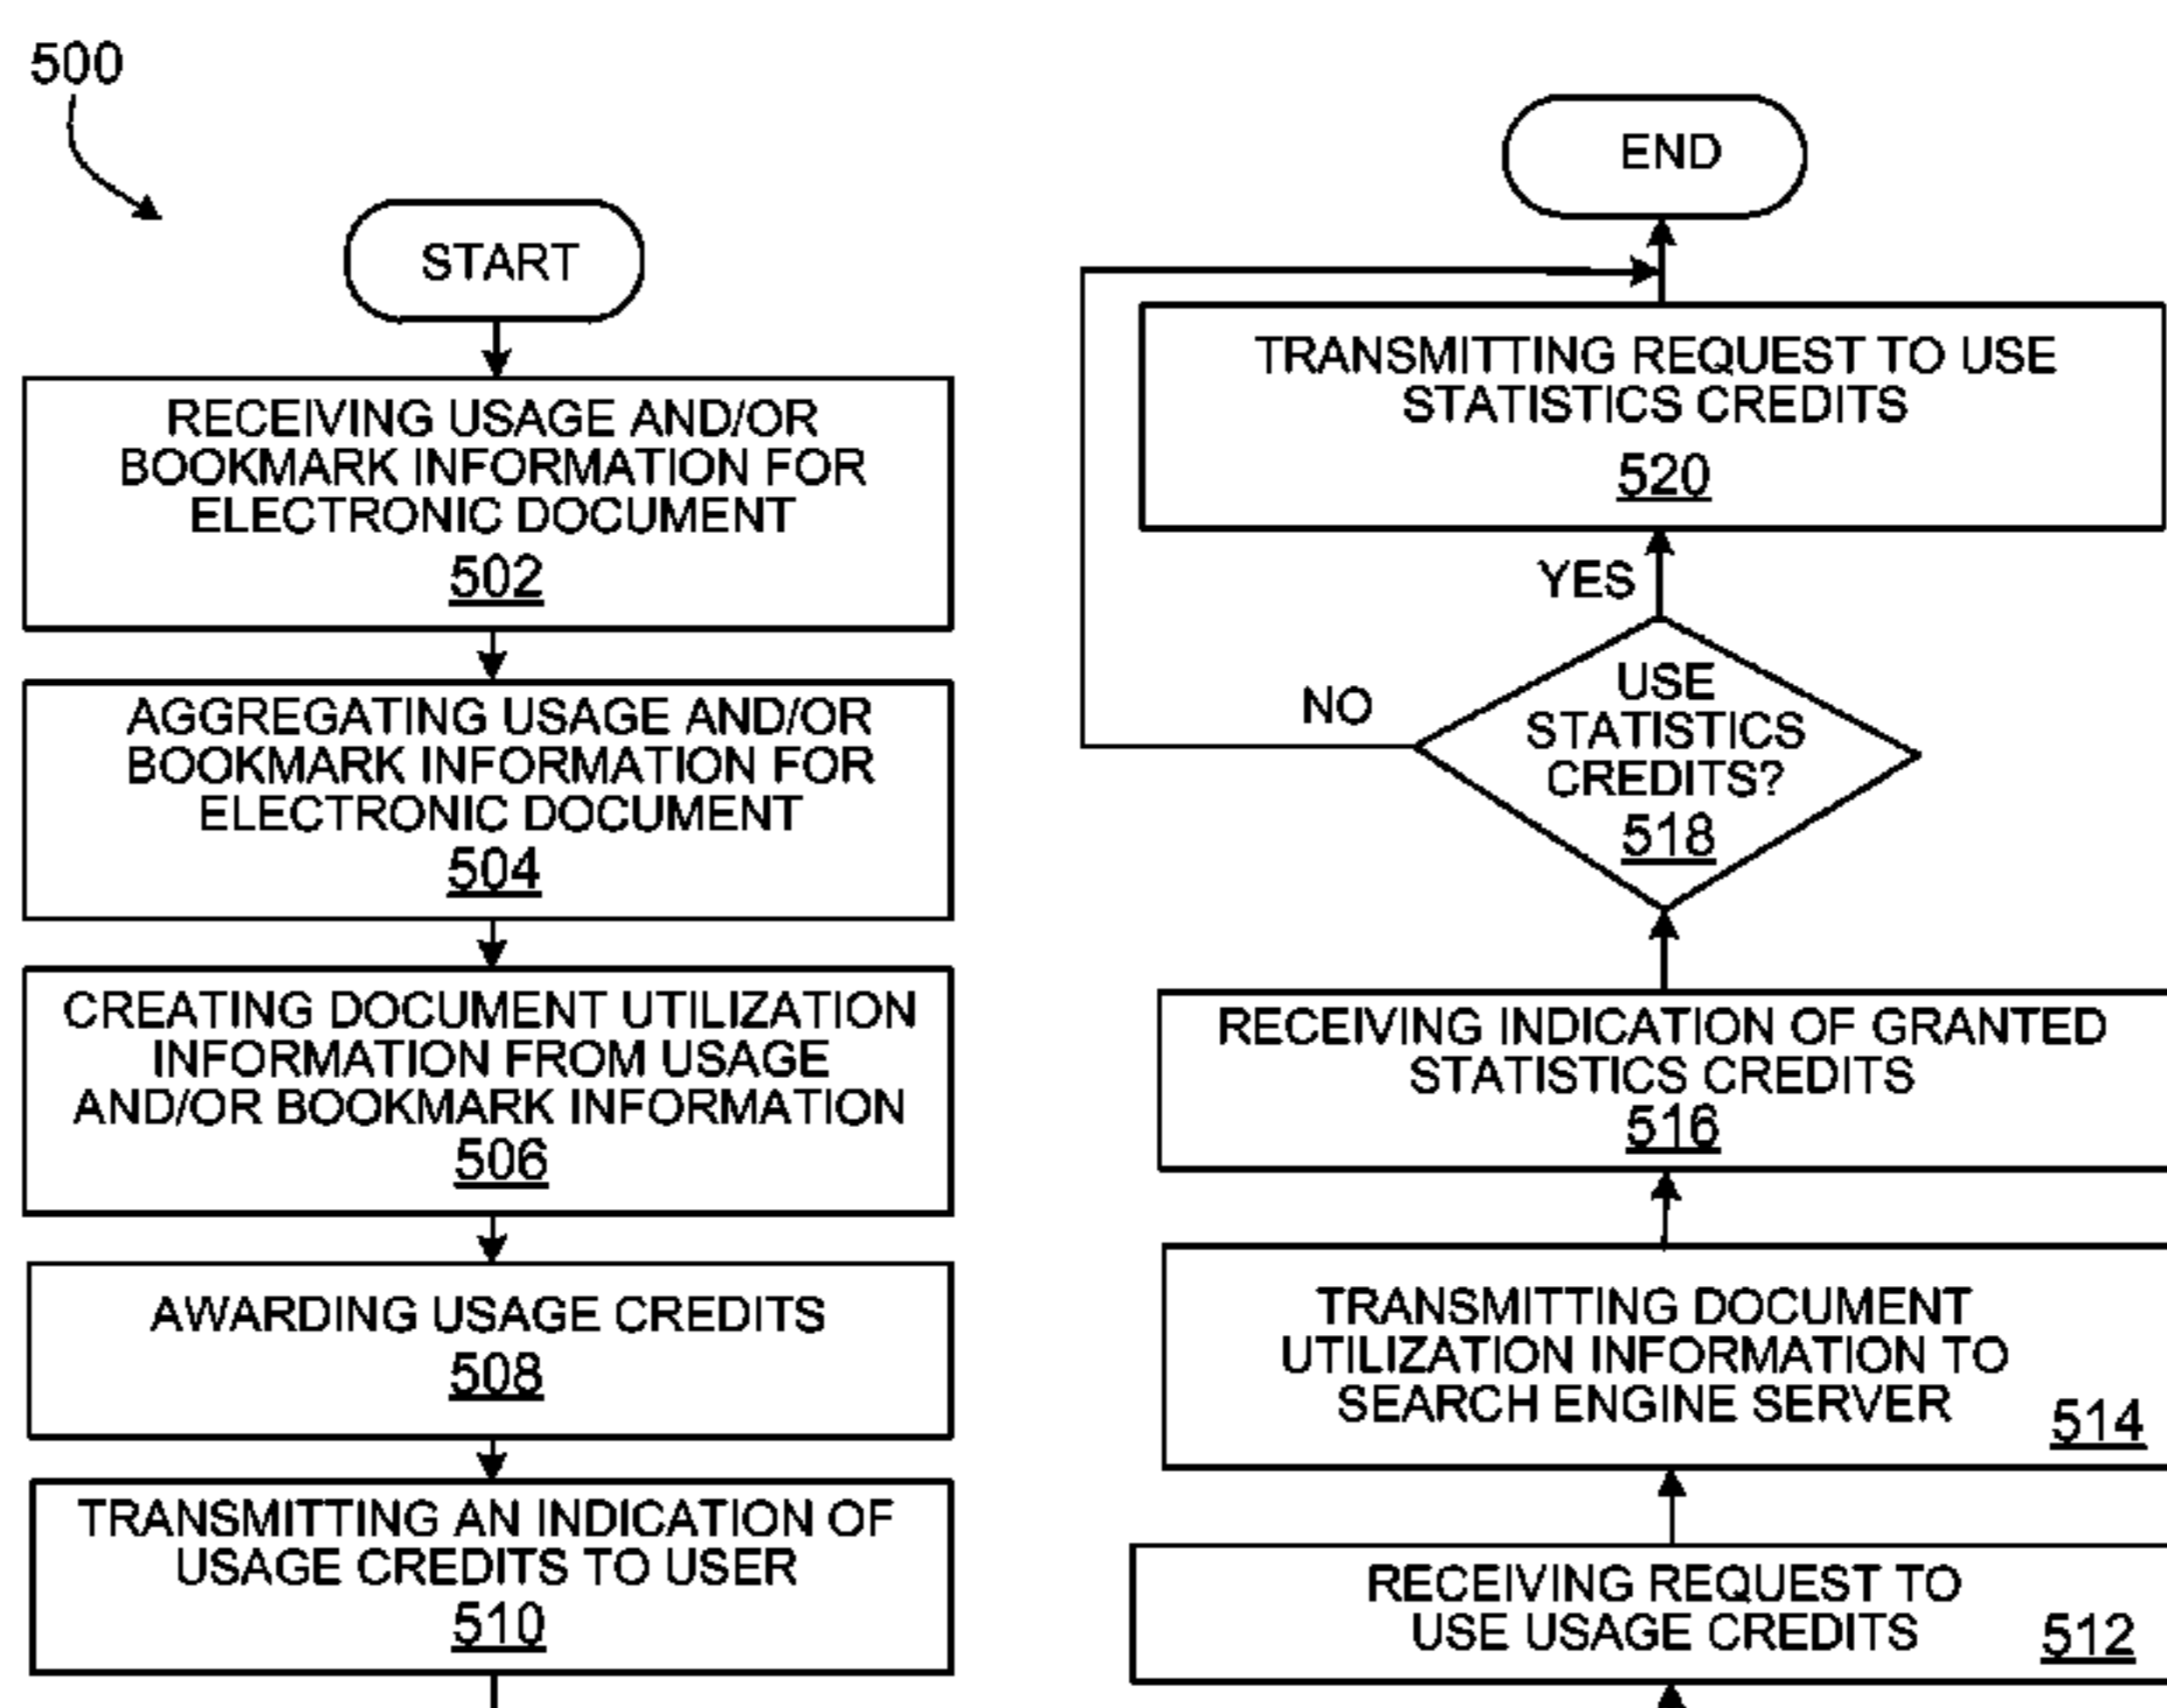 500
START
RECEIVING USAGE AND/OR
BOOKMARK INFORMATION FOR
ELECTRONIC DOCUMENT
502
AGGREGATING USAGE AND/OR
BOOKMARK INFORMATION FOR
ELECTRONIC DOCUMENT
504
CREATING DOCUMENT UTILIZATION
INFORMATION FROM USAGE
AND/OR BOOKMARK INFORMATION
506
AWARDING USAGE CREDITS
508
TRANSMITTING AN INDICATION OF
USAGE CREDITS TO USER
510
END
TRANSMITTING REQUEST TO USE
STATISTICS CREDITS
520
YES
NO
USE
STATISTICS
CREDITS?
518
RECEIVING INDICATION OF GRANTED
STATISTICS CREDITS
516
TRANSMITTING DOCUMENT
UTILIZATION INFORMATION TO
SEARCH ENGINE SERVER
514
RECEIVING REQUEST TO
USE USAGE CREDITS
512